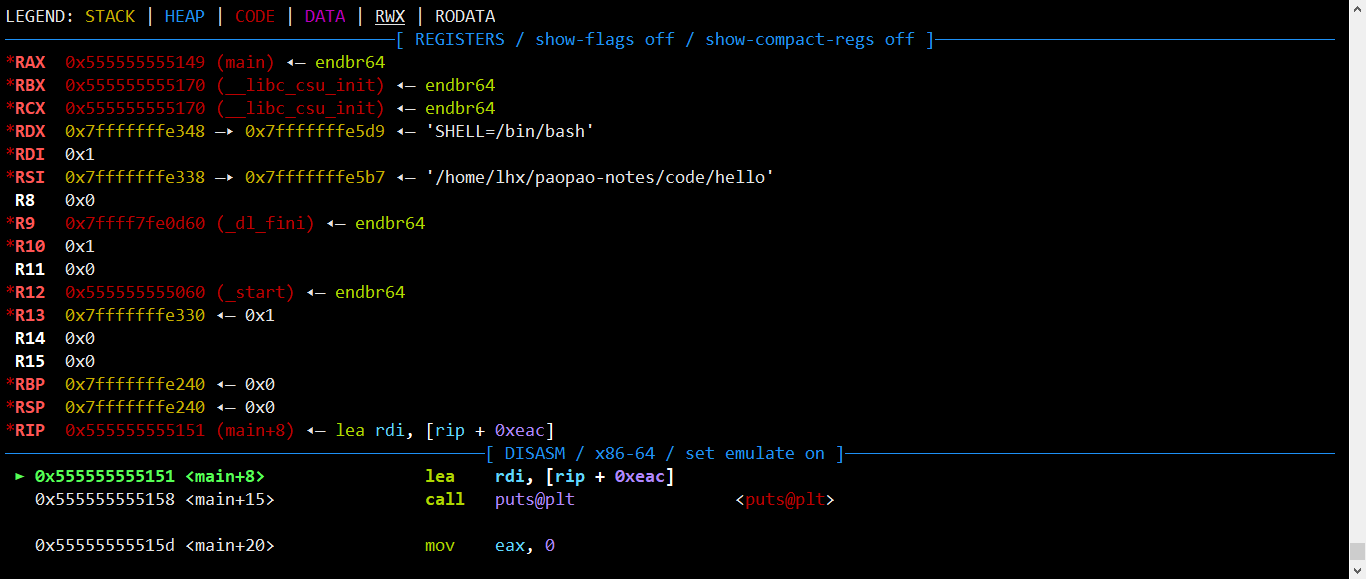 LEGEND: STACK | HEAP | CODE | DATA | RWX | RODATA
[ REGISTERS / show-flags off / show-compact-regs off ]
*RAX  0x555555555149 (main) ◂— endbr64
*RBX  0x555555555170 (__libc_csu_init) ◂— endbr64
*RCX  0x555555555170 (__libc_csu_init) ◂— endbr64
*RDX  0x7fffffffe348 —▸ 0x7fffffffe5d9 ◂— 'SHELL=/bin/bash'
*RDI  0x1
*RSI  0x7fffffffe338 —▸ 0x7fffffffe5b7 ◂— '/home/lhx/paopao-notes/code/hello'
R8   0x0
*R9   0x7ffff7fe0d60 (_dl_fini) ◂— endbr64
*R10  0x1
R11  0x0
*R12  0x555555555060 (_start) ◂— endbr64
*R13  0x7fffffffe330 ◂— 0x1
R14  0x0
R15  0x0
*RBP  0x7fffffffe240 ◂— 0x0
*RSP  0x7fffffffe240 ◂— 0x0
*RIP  0x555555555151 (main+8) ◂— lea rdi, [rip + 0xeac]
[ DISASM / x86-64 / set emulate on ]
► 0x555555555151 <main+8>    lea    rdi, [rip + 0xeac]
0x555555555158 <main+15>    call   puts@plt    <puts@plt>
0x55555555515d <main+20>    mov    eax, 0